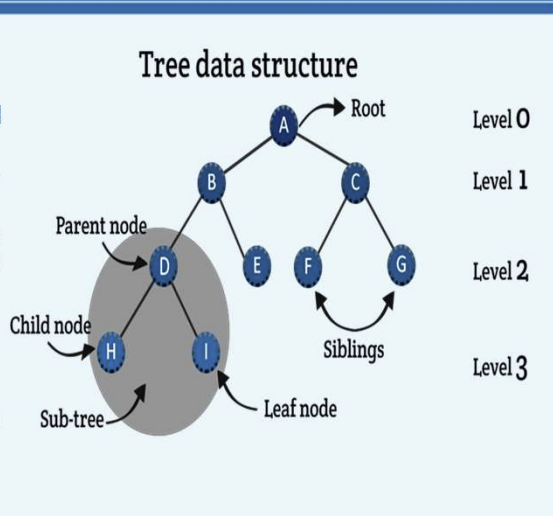 Tree data structure
A
Root
Level 0
B
C
Level 1
Parent node
D
E
F
G
Level 2
Child node
H
I
Siblings
Level 3
Sub-tree
Leaf node